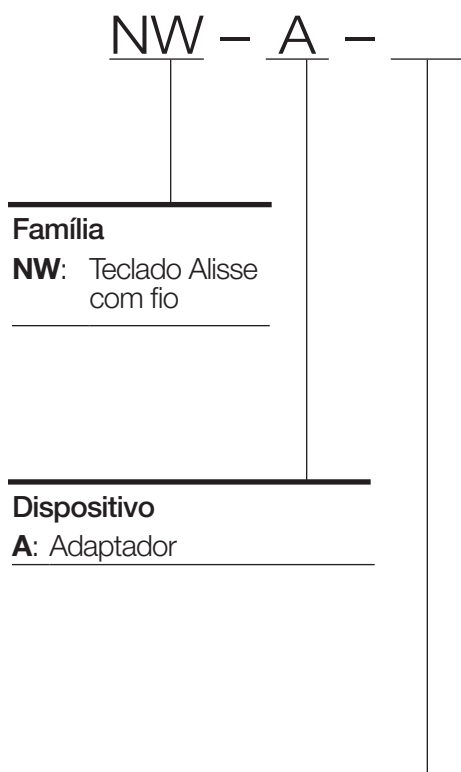 NW – A –
Família
NW: Teclado Alisse
com fio
Dispositivo
A: Adaptador